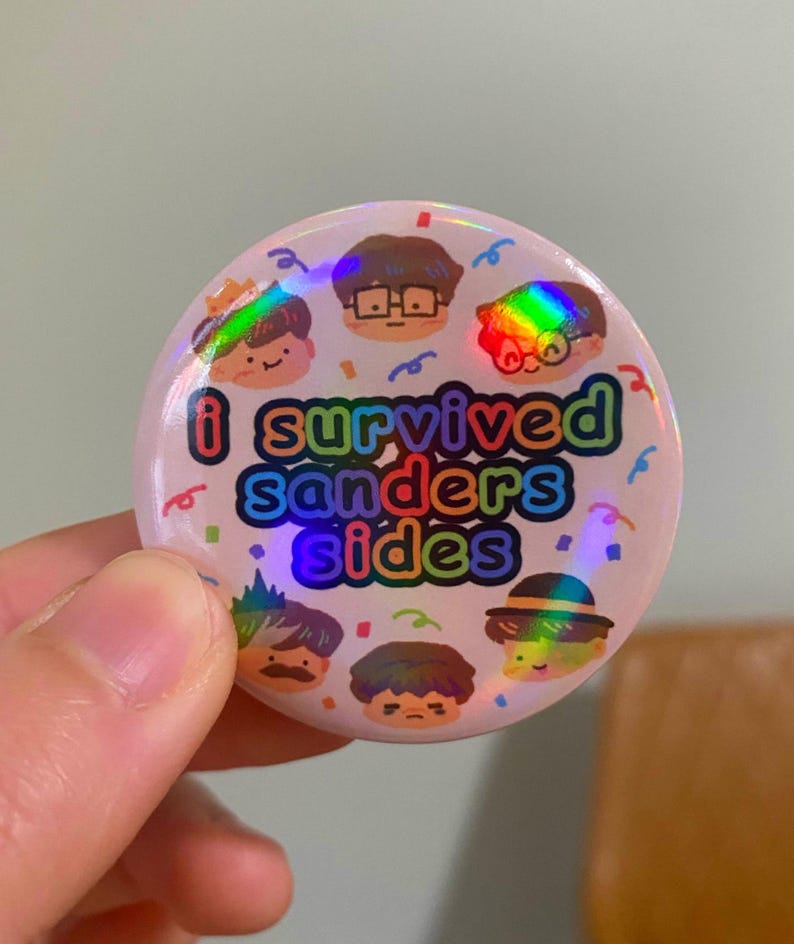 i survived
sanders
sides